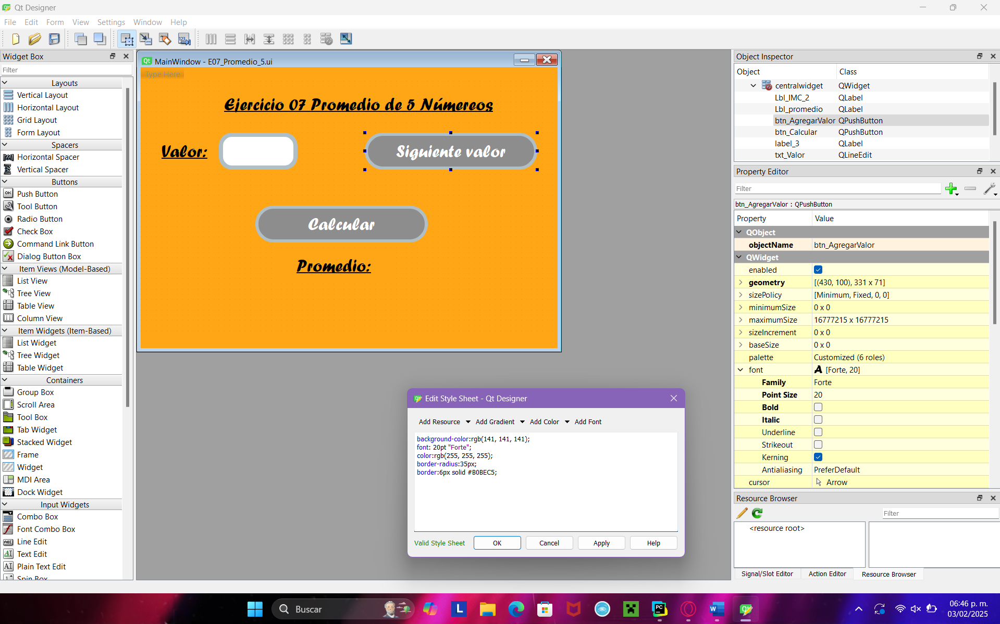 Qt Designer
File Edit Form View Settings Window Help
Widget Box
Filter
Layouts
Vertical Layout
Horizontal Layout
Grid Layout
Form Layout
Spacers
Horizontal Spacer
Vertical Spacer
Buttons
Push Button
Tool Button
Radio Button
Check Box
Command Link Button
Dialog Button Box
Item Views (Model-Based)
List View
Tree View
Table View
Column View
Item Widgets (Item-Based)
List Widget
Tree Widget
Table Widget
Containers
Group Box
Scroll Area
Tool Box
Tab Widget
Stacked Widget
Frame
Widget
MDI Area
Dock Widget
Input Widgets
Combo Box
Font Combo Box
Line Edit
Text Edit
Plain Text Edit
Spin Box
MainWindow - E07_Promedio_5.ui
Type Here
Ejercicio 07 Promedio de 5 Númereos
Valor:
Siguiente valor
Calcular
Promedio:
Edit Style Sheet - Qt Designer
Add Resource Add Gradient Add Color Add Font
background-color:rgb(141, 141, 141);
font: 20pt "Forte";
color:rgb(255, 255, 255);
border-radius:35px;
border:6px solid #B0BEC5;
Valid Style Sheet OK Cancel Apply Help
Object Inspector
Object Class
centralwidget QWidget
Lbl_IMC_2 QLabel
Lbl_promedio QLabel
btn_AgregarValor QPushButton
btn_Calcular QPushButton
label_3 QLabel
txt_Valor QLineEdit
Property Editor
Filter
btn_AgregarValor : QPushButton
Property Value
QObject
objectName btn_AgregarValor
QWidget
enabled
geometry [(430, 100), 331 x 71]
sizePolicy [Minimum, Fixed, 0, 0]
minimumSize 0 x 0
maximumSize 16777215 x 16777215
sizeIncrement 0 x 0
baseSize 0 x 0
palette Customized (6 roles)
font A [Forte, 20]
Family Forte
Point Size 20
Bold
Italic
Underline
Strikeout
Kerning
Antialiasing PreferDefault
cursor Arrow
Resource Browser
Filter
<resource root>
Signal/Slot Editor Action Editor Resource Browser
Buscar
06:46 p. m.
03/02/2025